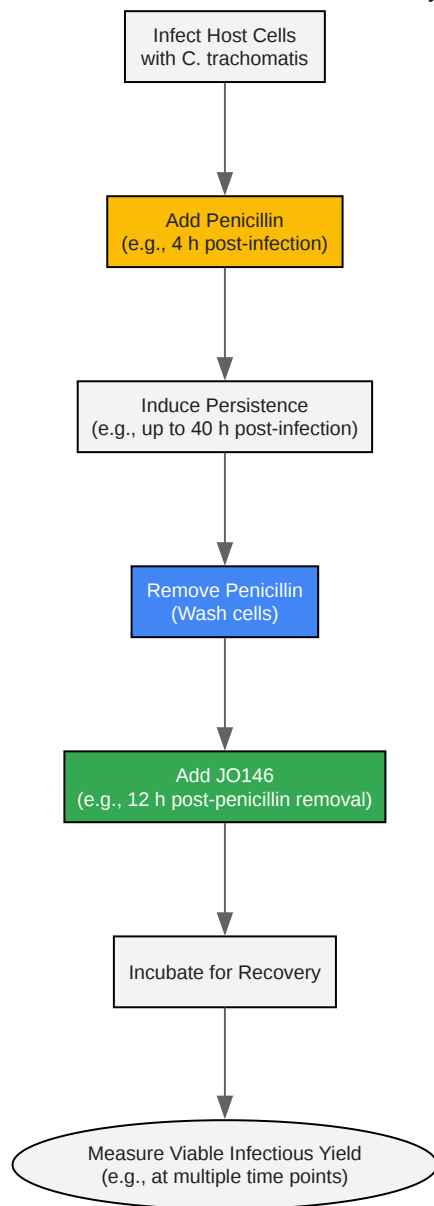 Infect Host Cells
with C. trachomatis
Add Penicillin
(e.g., 4 h post-infection)
Induce Persistence
(e.g., up to 40 h post-infection)
Remove Penicillin
(Wash cells)
Add JO146
(e.g., 12 h post-penicillin removal)
Incubate for Recovery
Measure Viable Infectious Yield
(e.g., at multiple time points)